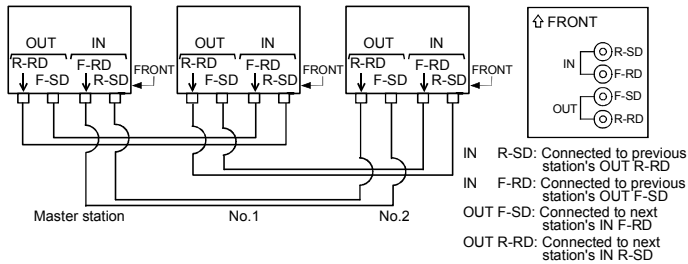 OUT IN
R-RD F-RD
F-SD R-SD
FRONT
OUT IN
R-RD F-RD
F-SD R-SD
FRONT
OUT IN
R-RD F-RD
F-SD R-SD
FRONT
Master station
No.1
No.2
FRONT
IN
R-SD
F-RD
OUT
F-SD
R-RD
IN R-SD: Connected to previous
station's OUT R-RD
IN F-RD: Connected to previous
station's OUT F-SD
OUT F-SD: Connected to next
station's IN F-RD
OUT R-RD: Connected to next
station's IN R-SD